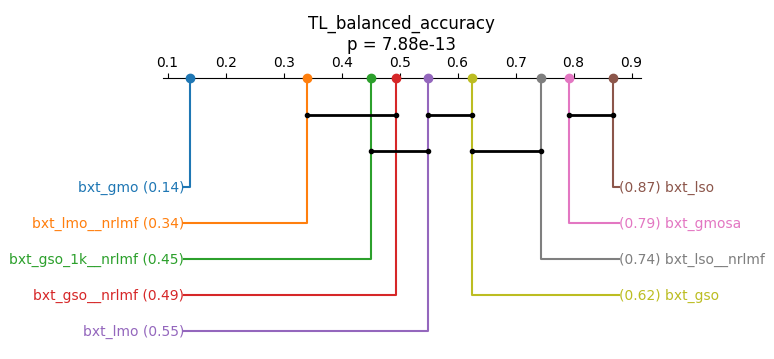 TL_balanced_accuracy
p = 7.88e-13
0.1 0.2 0.3 0.4 0.5 0.6 0.7 0.8 0.9
bxt_gmo (0.14) (0.87) bxt_lso
bxt_lmo__nrlmf (0.34) (0.79) bxt_gmosa
bxt_gso_1k__nrlmf (0.45) (0.74) bxt_lso__nrlmf
bxt_gso__nrlmf (0.49) (0.62) bxt_gso
bxt_lmo (0.55)